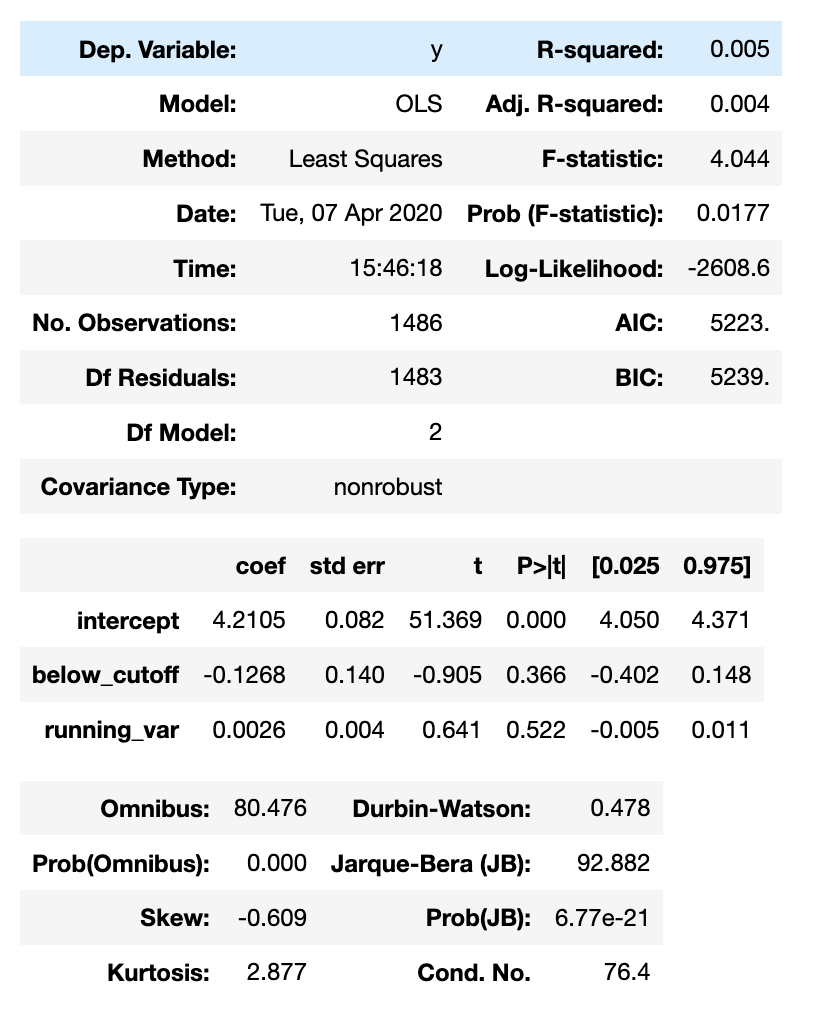 Dep. Variable: y R-squared: 0.005
Model: OLS Adj. R-squared: 0.004
Method: Least Squares F-statistic: 4.044
Date: Tue, 07 Apr 2020 Prob (F-statistic): 0.0177
Time: 15:46:18 Log-Likelihood: -2608.6
No. Observations: 1486 AIC: 5223.
Df Residuals: 1483 BIC: 5239.
Df Model: 2
Covariance Type: nonrobust
coef std err t P>|t| [0.025 0.975]
intercept 4.2105 0.082 51.369 0.000 4.050 4.371
below_cutoff -0.1268 0.140 -0.905 0.366 -0.402 0.148
running_var 0.0026 0.004 0.641 0.522 -0.005 0.011
Omnibus: 80.476 Durbin-Watson: 0.478
Prob(Omnibus): 0.000 Jarque-Bera (JB): 92.882
Skew: -0.609 Prob(JB): 6.77e-21
Kurtosis: 2.877 Cond. No. 76.4